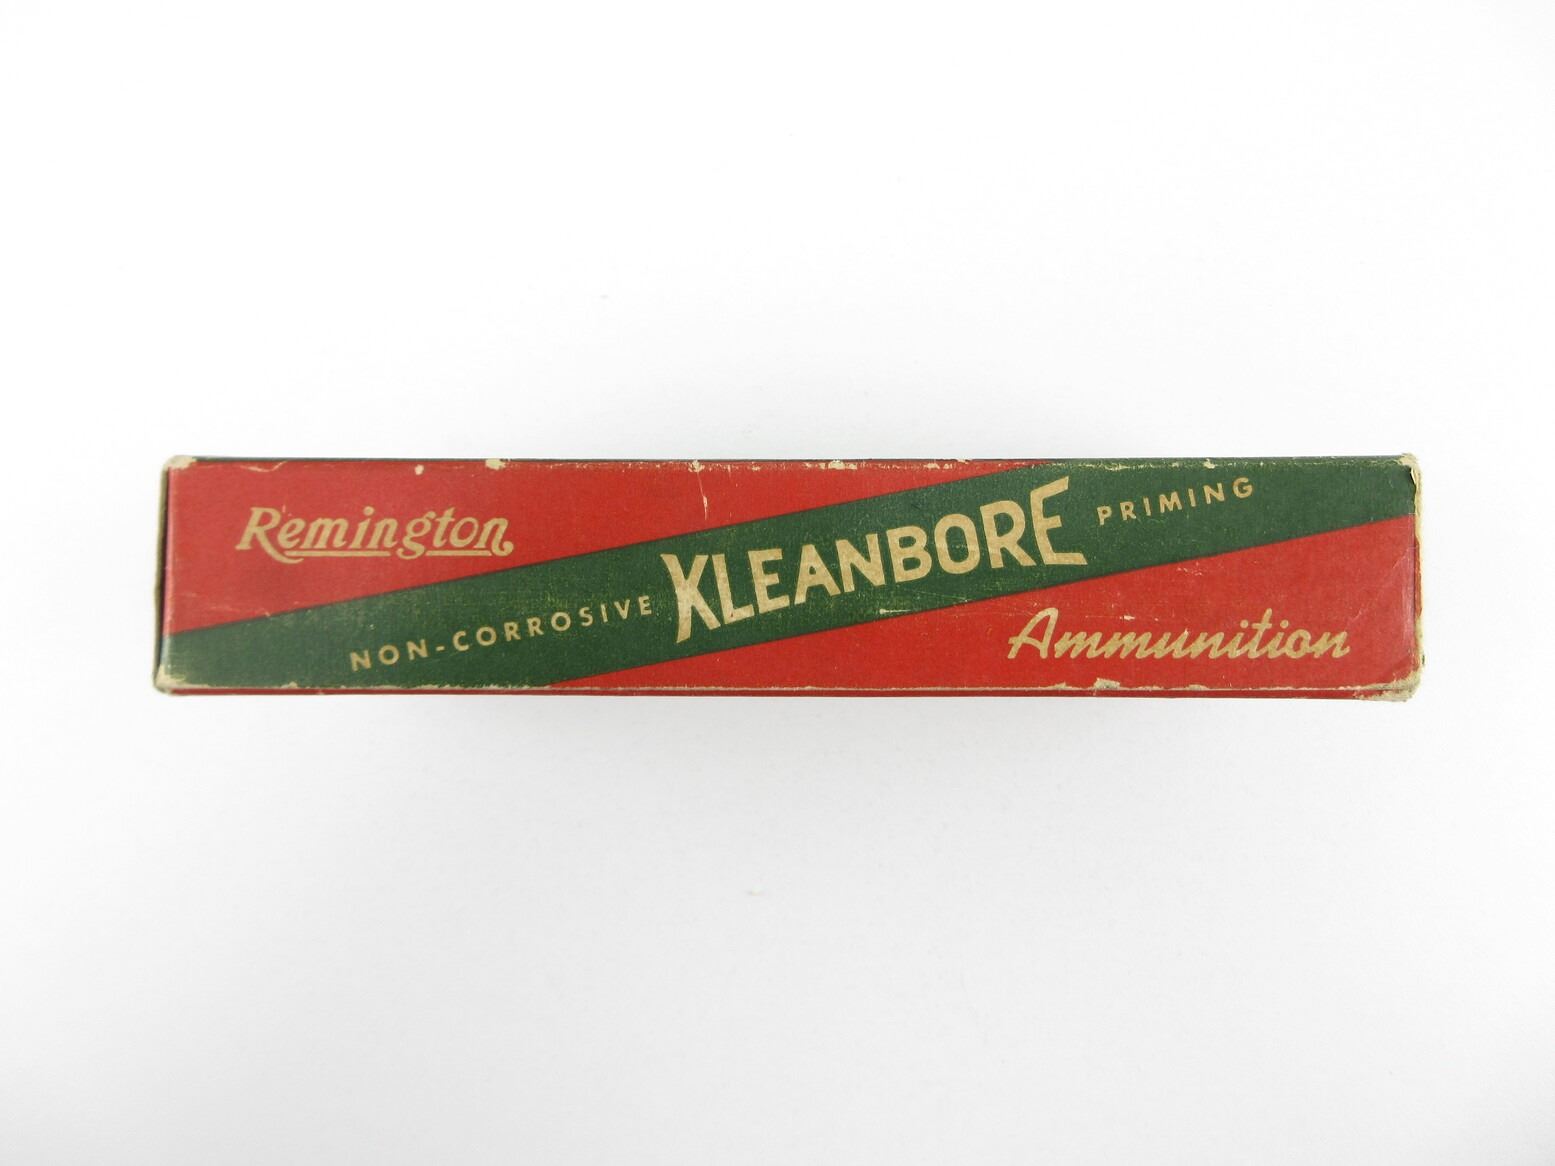 Remington
NON-CORROSIVE KLEANBORE PRIMING
Ammunition